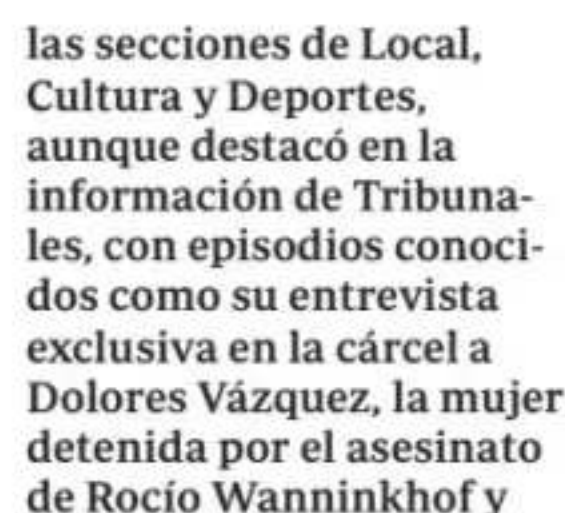 las secciones de Local,
Cultura y Deportes,
aunque destacó en la
información de Tribuna-
les, con episodios conoci-
dos como su entrevista
exclusiva en la cárcel a
Dolores Vázquez, la mujer
detenida por el asesinato
de Rocío Wanninkhof y